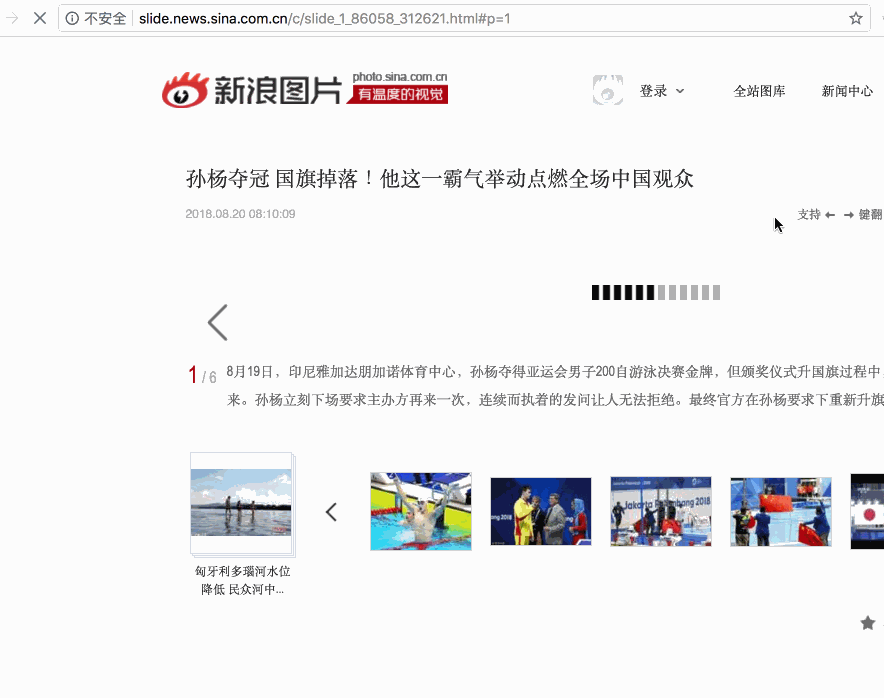 不安全 slide.news.sina.com.cn/c/slide_1_86058_312621.html#p=1
新浪图片 photo.sina.com.cn
有温度的视觉
登录 全站图库 新闻中心
孙杨夺冠 国旗掉落！他这一霸气举动点燃全场中国观众
2018.08.20 08:10:09
支持 ← → 键翻
1 / 6
8月19日，印尼雅加达朋加诺体育中心，孙杨夺得亚运会男子200自游泳决赛金牌，但颁奖仪式升国旗过程中
来。孙杨立刻下场要求主办方再来一次，连续而执着的发问让人无法拒绝。最终官方在孙杨要求下重新升旗
匈牙利多瑙河水位
降低 民众河中...